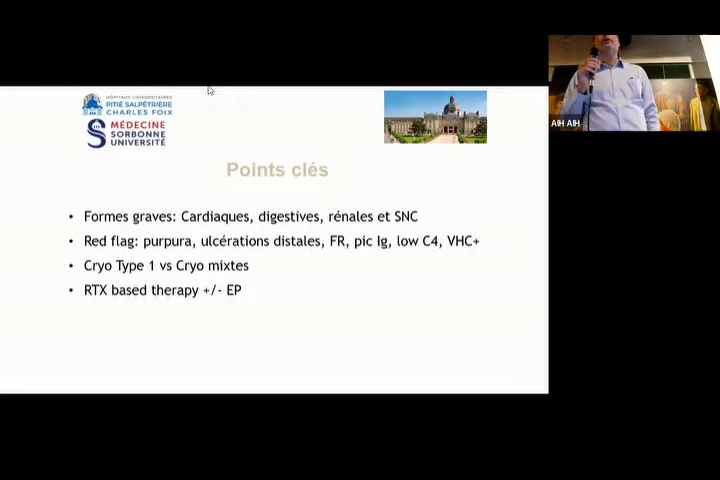 HÔPITAUX UNIVERSITAIRES
PITIÉ SALPÊTRIÈRE
CHARLES FOIX
MÉDECINE
SORBONNE
UNIVERSITÉ
AIH AIH
Points clés
• Formes graves: Cardiaques, digestives, rénales et SNC
• Red flag: purpura, ulcérations distales, FR, pic Ig, low C4, VHC+
• Cryo Type 1 vs Cryo mixtes
• RTX based therapy +/- EP